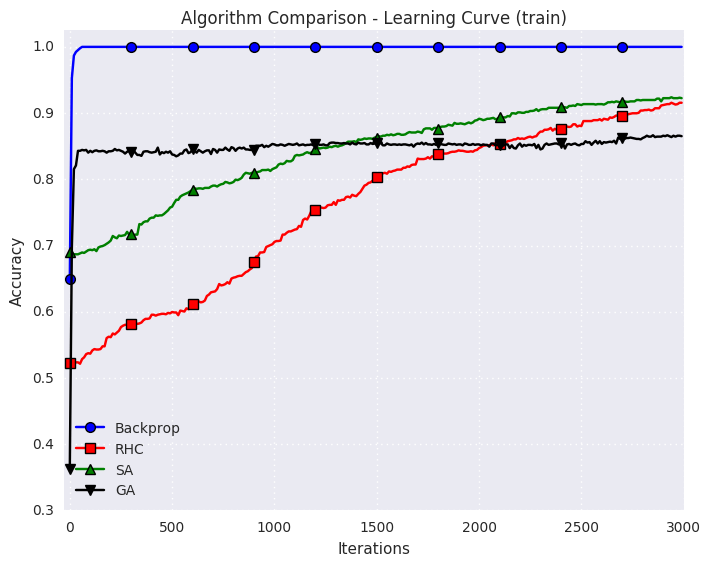 Algorithm Comparison - Learning Curve (train)
1.0
0.9
0.8
0.7
0.6
0.5
0.4
0.3
Accuracy
Backprop
RHC
SA
GA
0 500 1000 1500 2000 2500 3000
Iterations